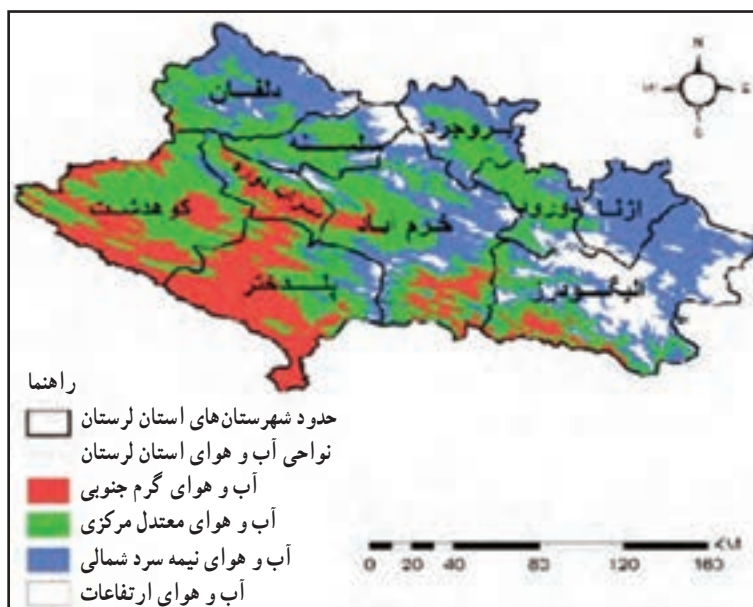 N
E
S
دلفان
سلسله
بروجرد
کوهدشت
خرم آباد
دورود
ازنا
پلدختر
الیگودرز
راهنما
حدود شهرستان‌های استان لرستان
نواحی آب و هوای استان لرستان
آب و هوای گرم جنوبی
آب و هوای معتدل مرکزی
آب و هوای نیمه سرد شمالی
آب و هوای ارتفاعات
KM
0 20 40 80 120 160